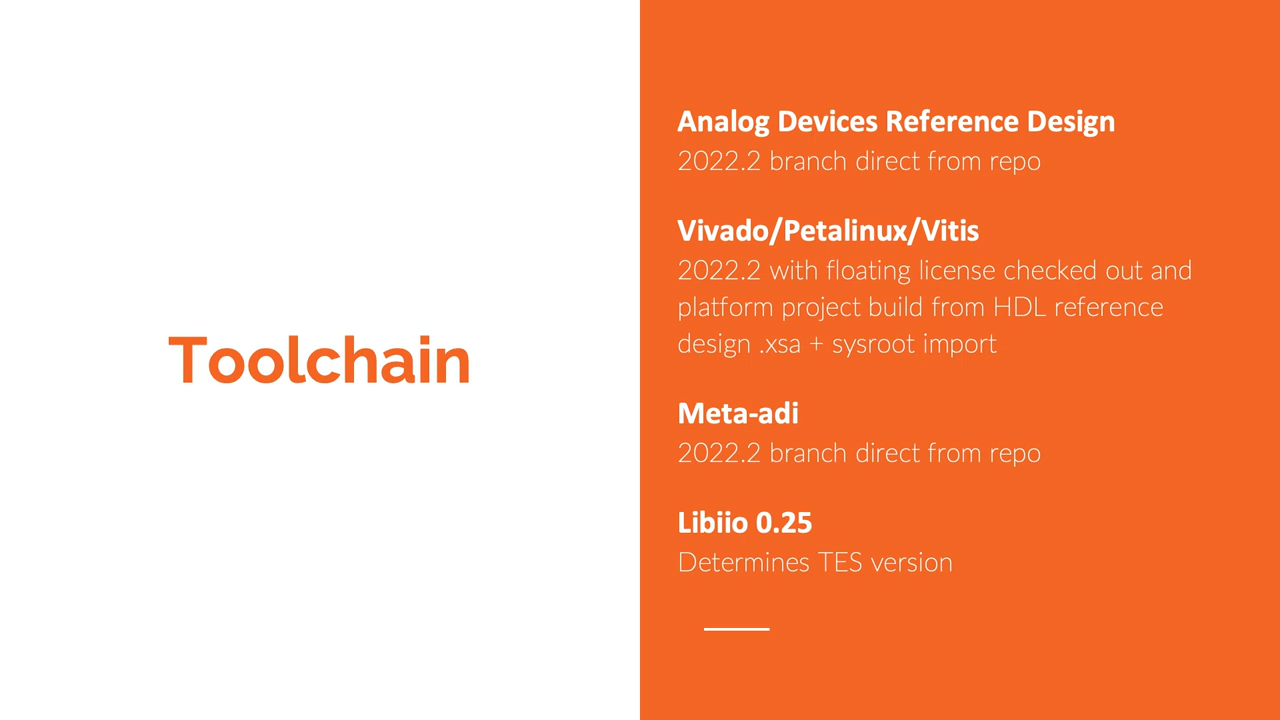 Toolchain
Analog Devices Reference Design
2022.2 branch direct from repo
Vivado/Petalinux/Vitis
2022.2 with floating license checked out and
platform project build from HDL reference
design .xsa + sysroot import
Meta-adi
2022.2 branch direct from repo
Libiio 0.25
Determines TES version